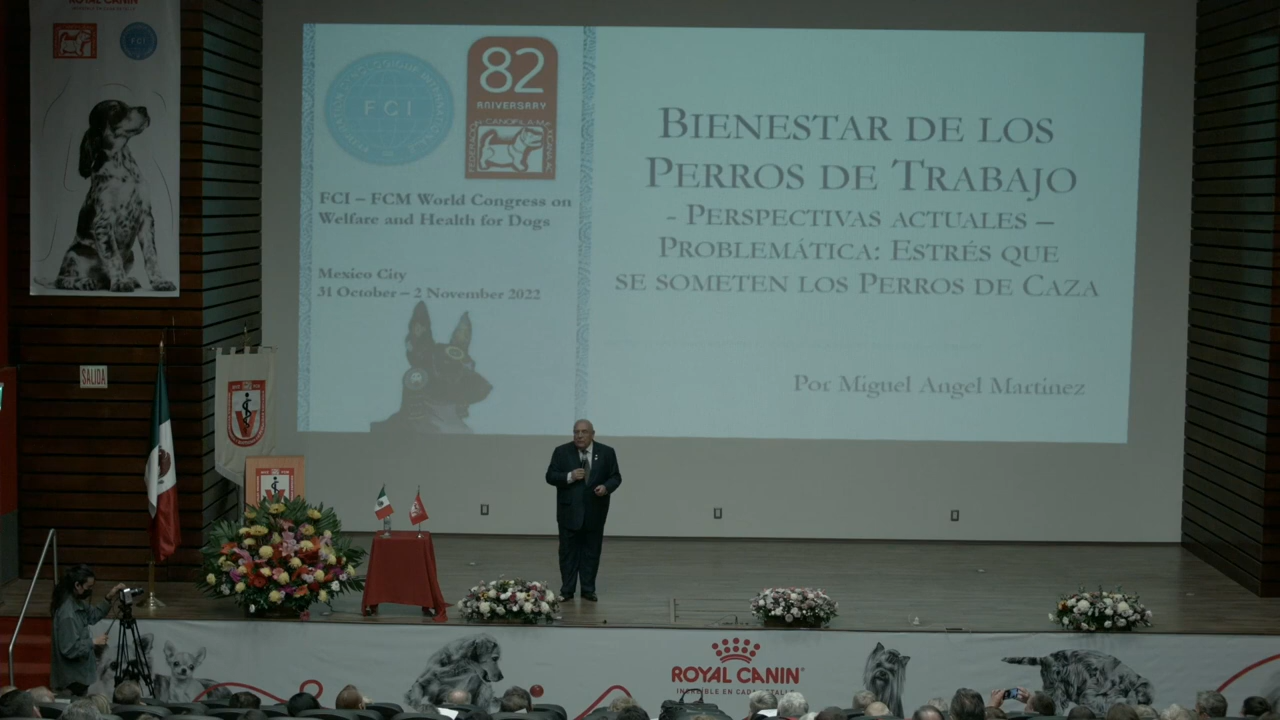 ROYAL CANIN
FCI
82
ANIVERSARY
FCI – FCM World Congress on
Welfare and Health for Dogs
Mexico City
31 October – 2 November 2022
BIENESTAR DE LOS
PERROS DE TRABAJO
- PERSPECTIVAS ACTUALES –
PROBLEMÁTICA: ESTRÉS QUE
SE SOMETEN LOS PERROS DE CAZA
Por Miguel Angel Martinez
SALIDA
ROYAL CANIN